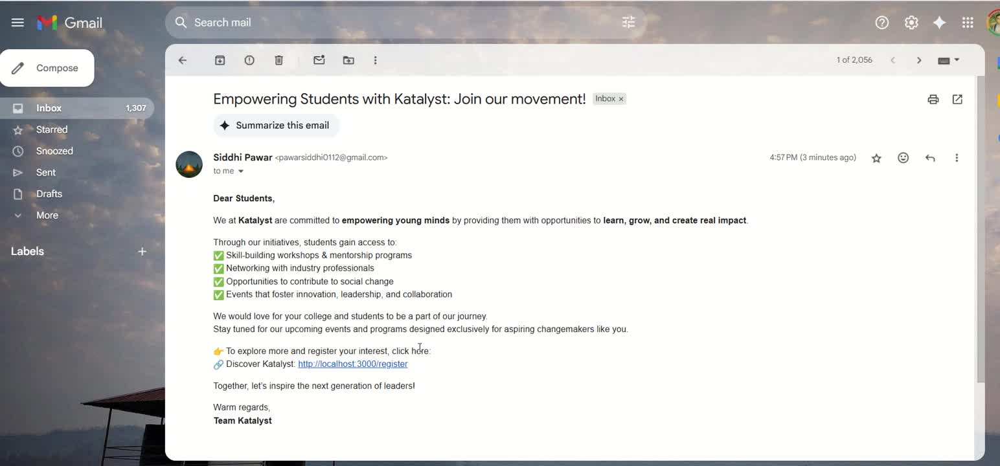 Gmail
Search mail
Compose
1 of 2,056
Inbox 1,307
Starred
Snoozed
Sent
Drafts
More
Labels
Empowering Students with Katalyst: Join our movement! Inbox ×
Summarize this email
Siddhi Pawar <pawarsiddhi0112@gmail.com> 4:57 PM (3 minutes ago)
to me
Dear Students,
We at Katalyst are committed to empowering young minds by providing them with opportunities to learn, grow, and create real impact.
Through our initiatives, students gain access to:
✅ Skill-building workshops & mentorship programs
✅ Networking with industry professionals
✅ Opportunities to contribute to social change
✅ Events that foster innovation, leadership, and collaboration
We would love for your college and students to be a part of our journey.
Stay tuned for our upcoming events and programs designed exclusively for aspiring changemakers like you.
👉 To explore more and register your interest, click here:
🔗 Discover Katalyst: http://localhost:3000/register
Together, let's inspire the next generation of leaders!
Warm regards,
Team Katalyst